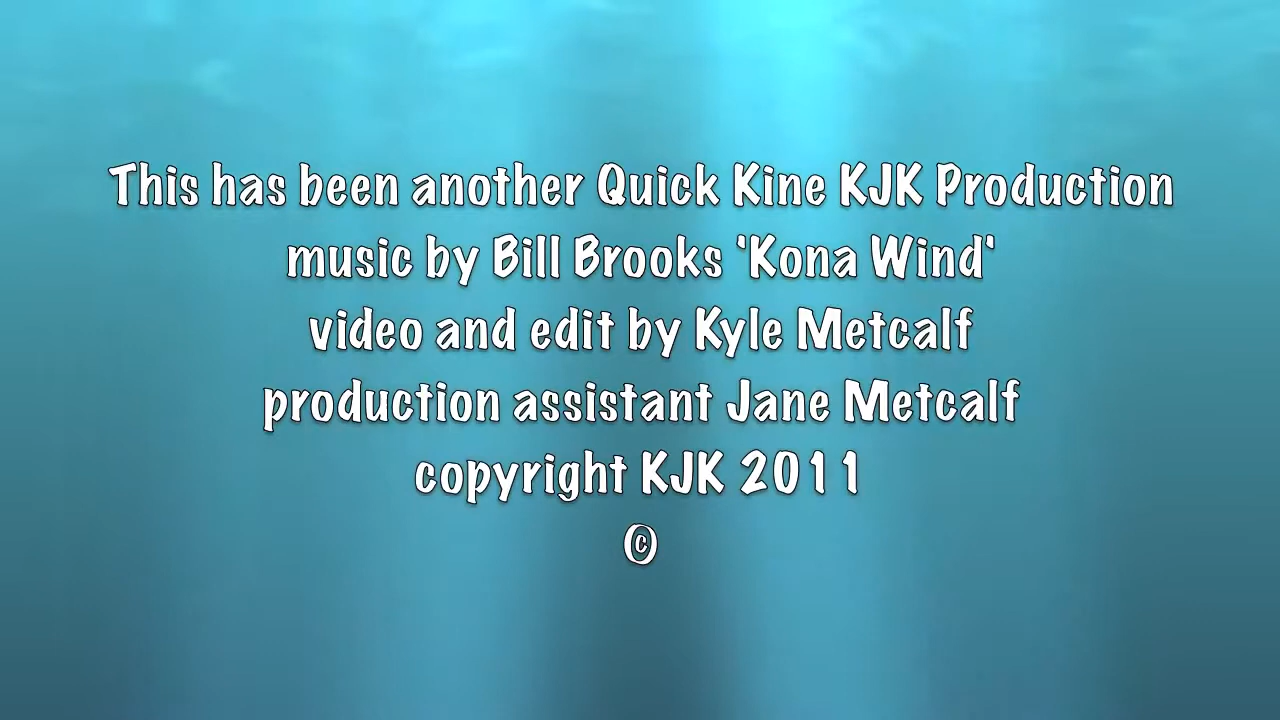 This has been another Quick Kine KJK Production
music by Bill Brooks 'Kona Wind'
video and edit by Kyle Metcalf
production assistant Jane Metcalf
copyright KJK 2011
©